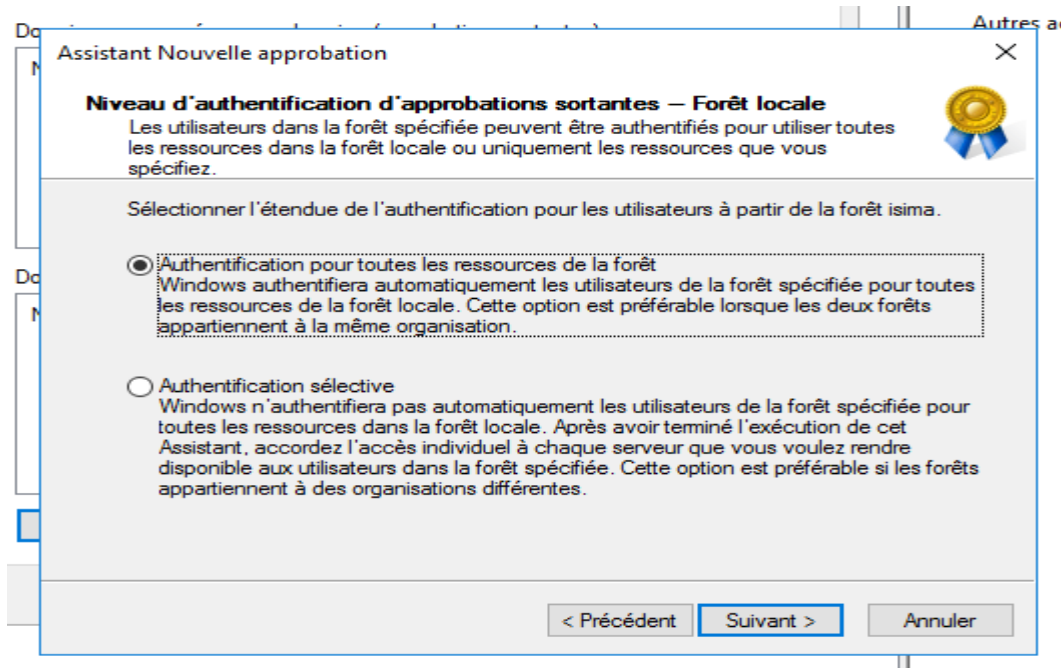 Autres a
Assistant Nouvelle approbation
Niveau d'authentification d'approbations sortantes – Forêt locale
Les utilisateurs dans la forêt spécifiée peuvent être authentifiés pour utiliser toutes
les ressources dans la forêt locale ou uniquement les ressources que vous
spécifiez.
Sélectionner l'étendue de l'authentification pour les utilisateurs à partir de la forêt isima.
Authentification pour toutes les ressources de la forêt
Windows authentifiera automatiquement les utilisateurs de la forêt spécifiée pour toutes
les ressources de la forêt locale. Cette option est préférable lorsque les deux forêts
appartiennent à la même organisation.
Authentification sélective
Windows n'authentifiera pas automatiquement les utilisateurs de la forêt spécifiée pour
toutes les ressources dans la forêt locale. Après avoir terminé l'exécution de cet
Assistant, accordez l'accès individuel à chaque serveur que vous voulez rendre
disponible aux utilisateurs dans la forêt spécifiée. Cette option est préférable si les forêts
appartiennent à des organisations différentes.
< Précédent
Suivant >
Annuler